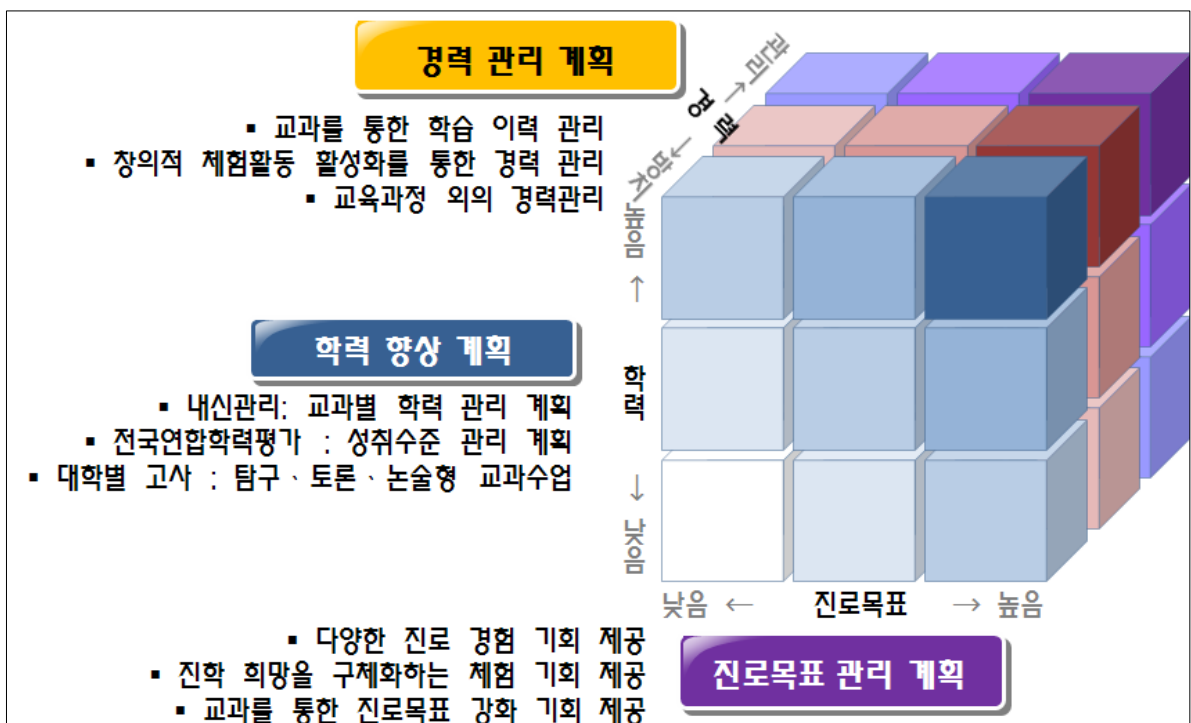 경력 관리 계획
▪ 교과를 통한 학습 이력 관리
▪ 창의적 체험활동 활성화를 통한 경력 관리
▪ 교육과정 외의 경력관리
관리
← 경력 →
방치
높음
↑
학력
↓
낮음
학력 향상 계획
▪ 내신관리: 교과별 학력 관리 계획
▪ 전국연합학력평가 : 성취수준 관리 계획
▪ 대학별 고사 : 탐구、토론、논술형 교과수업
낮음 ← 진로목표 → 높음
▪ 다양한 진로 경험 기회 제공
▪ 진학 희망을 구체화하는 체험 기회 제공
▪ 교과를 통한 진로목표 강화 기회 제공
진로목표 관리 계획